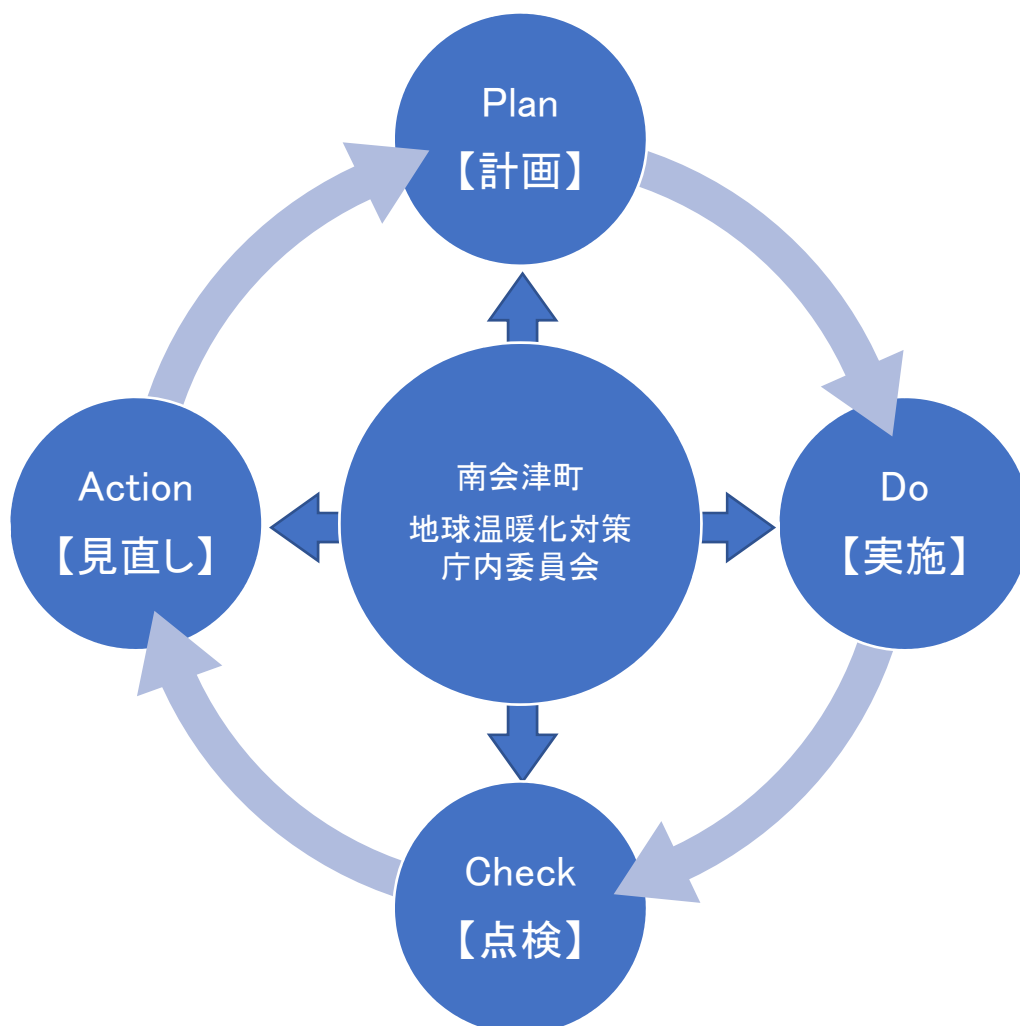 Plan
【計画】
Action
【見直し】
南会津町
地球温暖化対策
庁内委員会
Do
【実施】
Check
【点検】